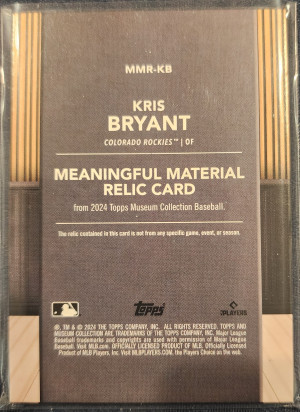 MMR-KB
KRIS
BRYANT
COLORADO ROCKIES™ | OF
MEANINGFUL MATERIAL
RELIC CARD
from 2024 Topps Museum Collection Baseball.
The relic contained in this card is not from any specific game, event, or season.
Topps
PLAYERS
®, TM & © 2024 THE TOPPS COMPANY, INC. ALL RIGHTS RESERVED. TOPPS AND
MUSEUM COLLECTION ARE TRADEMARKS OF THE TOPPS COMPANY, INC. Major League
Baseball trademarks and copyrights are used with permission of Major League
Baseball. Visit MLB.com. OFFICIALLY LICENSED PRODUCT OF MLB Players, Inc.
Product of MLB Players, Inc. Visit MLBPLAYERS.COM, the Players Choice on the web.